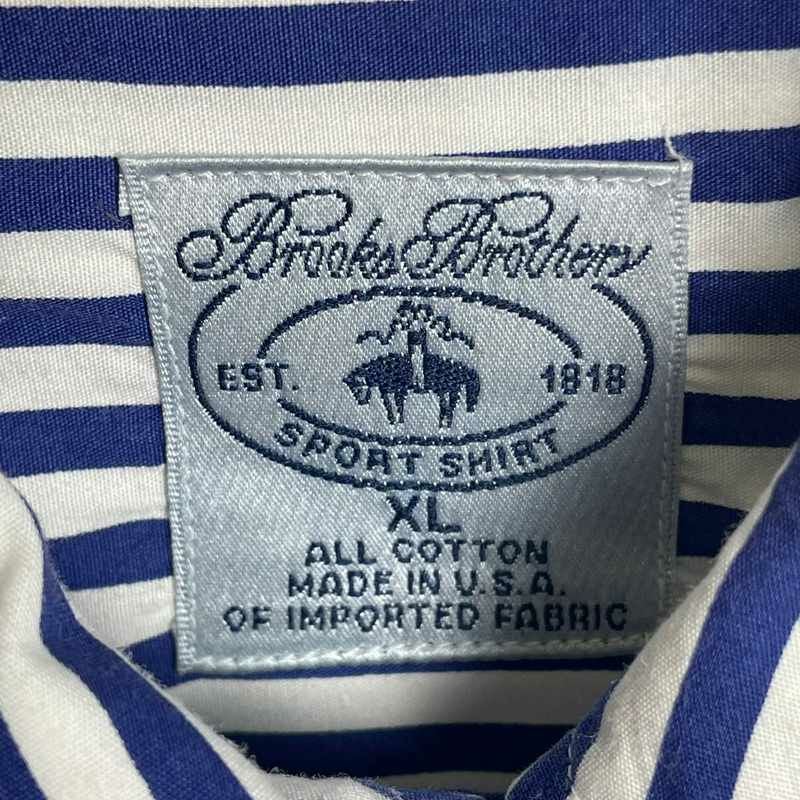 Brooks Brothers
EST. 1818
SPORT SHIRT
XL
ALL COTTON
MADE IN U.S.A.
OF IMPORTED FABRIC